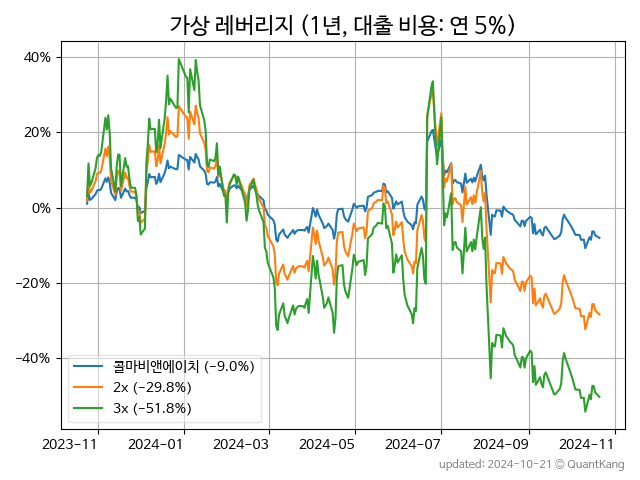 가상 레버리지 (1년, 대출 비용: 연 5%)
40%
20%
0%
−20%
−40%
콜마비앤에이치 (−9.0%)
2x (−29.8%)
3x (−51.8%)
2023−11 2024−01 2024−03 2024−05 2024−07 2024−09 2024−11
updated: 2024-10-21 © QuantKang